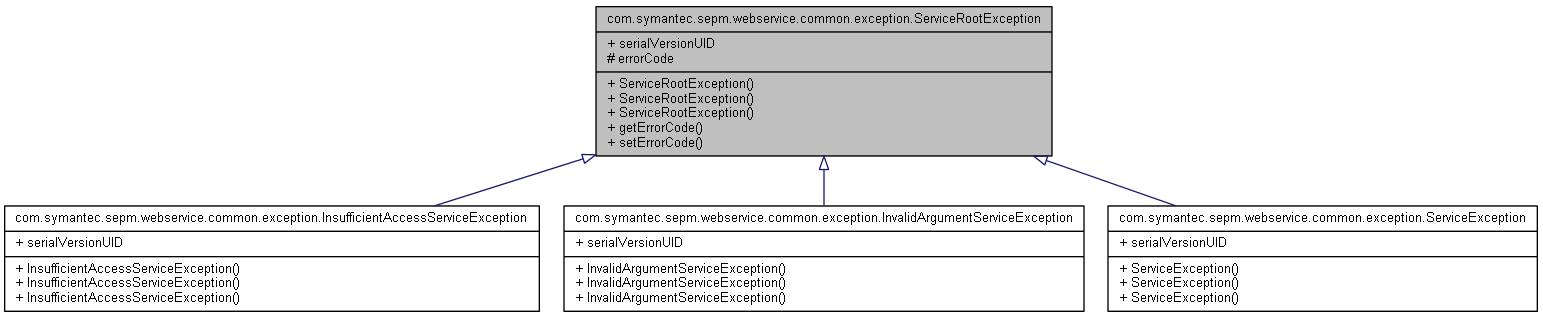 com.symantec.sepm.webservice.common.exception.ServiceRootException
+ serialVersionUID
# errorCode
+ ServiceRootException()
+ ServiceRootException()
+ ServiceRootException()
+ getErrorCode()
+ setErrorCode()
com.symantec.sepm.webservice.common.exception.InsufficientAccessServiceException
+ serialVersionUID
+ InsufficientAccessServiceException()
+ InsufficientAccessServiceException()
+ InsufficientAccessServiceException()
com.symantec.sepm.webservice.common.exception.InvalidArgumentServiceException
+ serialVersionUID
+ InvalidArgumentServiceException()
+ InvalidArgumentServiceException()
+ InvalidArgumentServiceException()
com.symantec.sepm.webservice.common.exception.ServiceException
+ serialVersionUID
+ ServiceException()
+ ServiceException()
+ ServiceException()